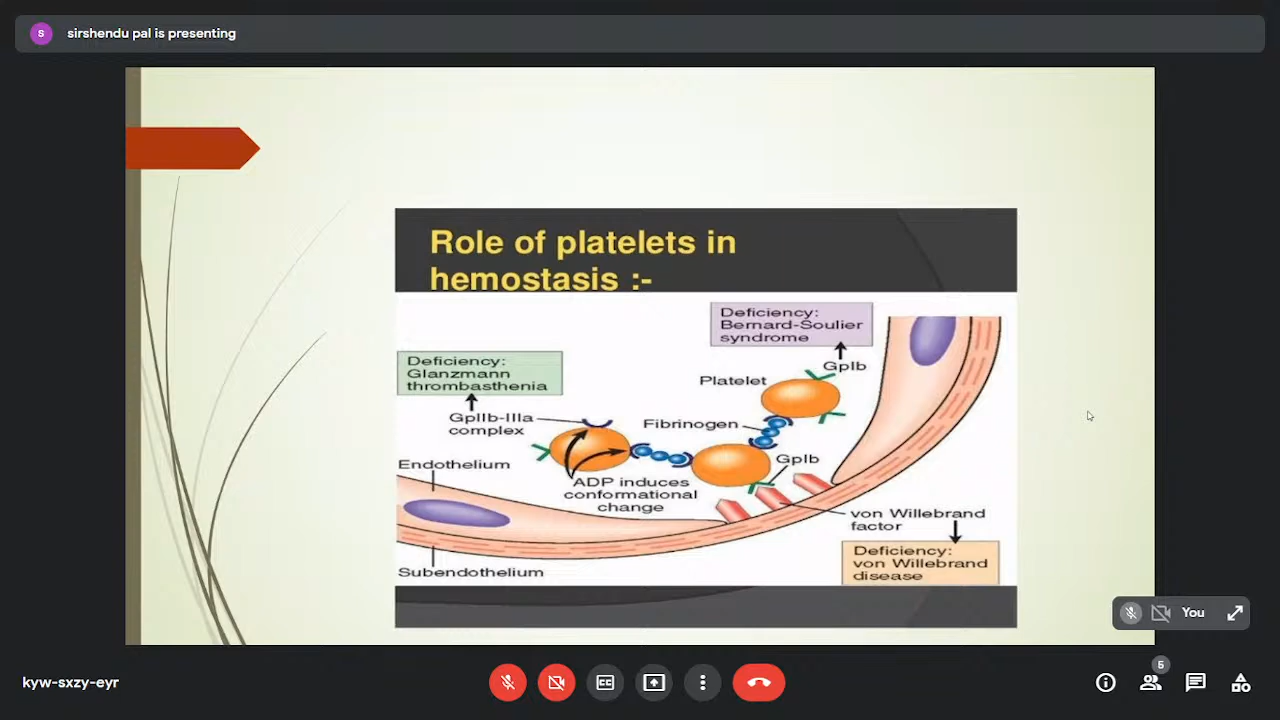 S
sirshendu pal is presenting
Role of platelets in
hemostasis :-
Deficiency:
Bernard-Soulier
syndrome
Deficiency:
Glanzmann
thrombasthenia
GpIb
Platelet
GpIIb-IIIa
complex
Fibrinogen
Endothelium
GpIb
ADP induces
conformational
change
von Willebrand
factor
Deficiency:
von Willebrand
disease
Subendothelium
You
kyw-sxzy-eyr
CC
5